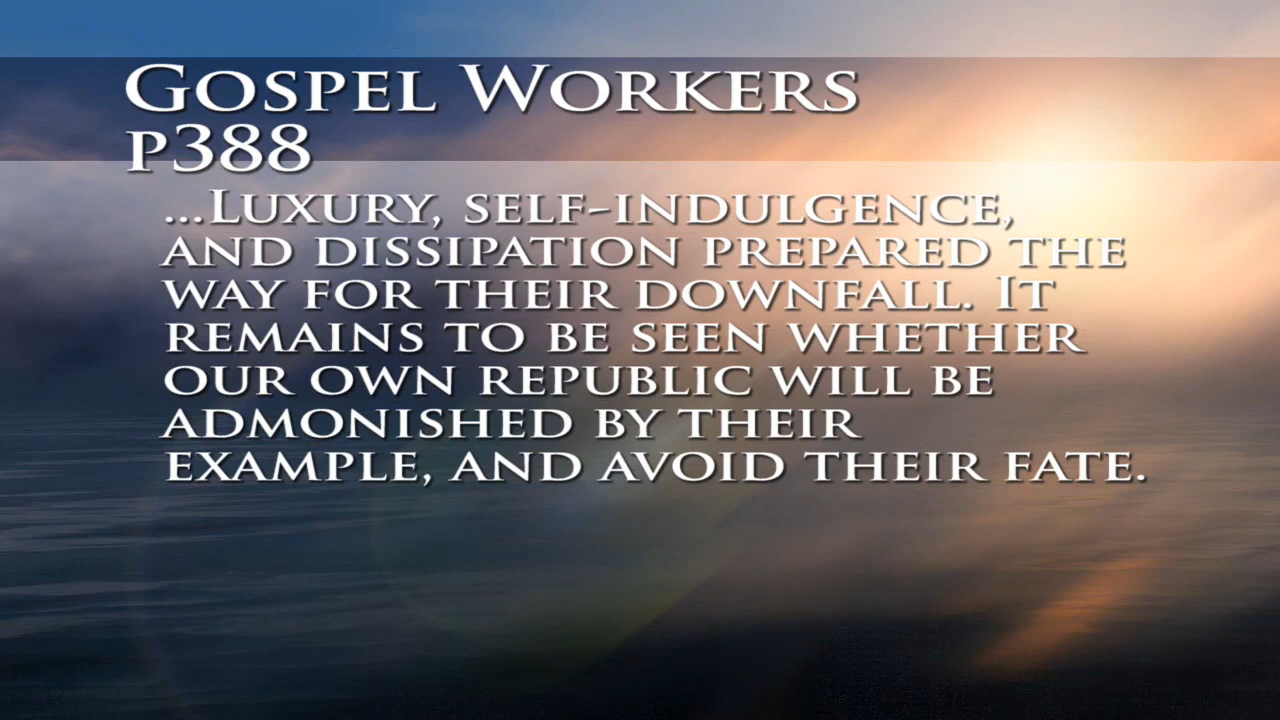 Gospel Workers
p388
...Luxury, self-indulgence,
and dissipation prepared the
way for their downfall. It
remains to be seen whether
our own republic will be
admonished by their
example, and avoid their fate.